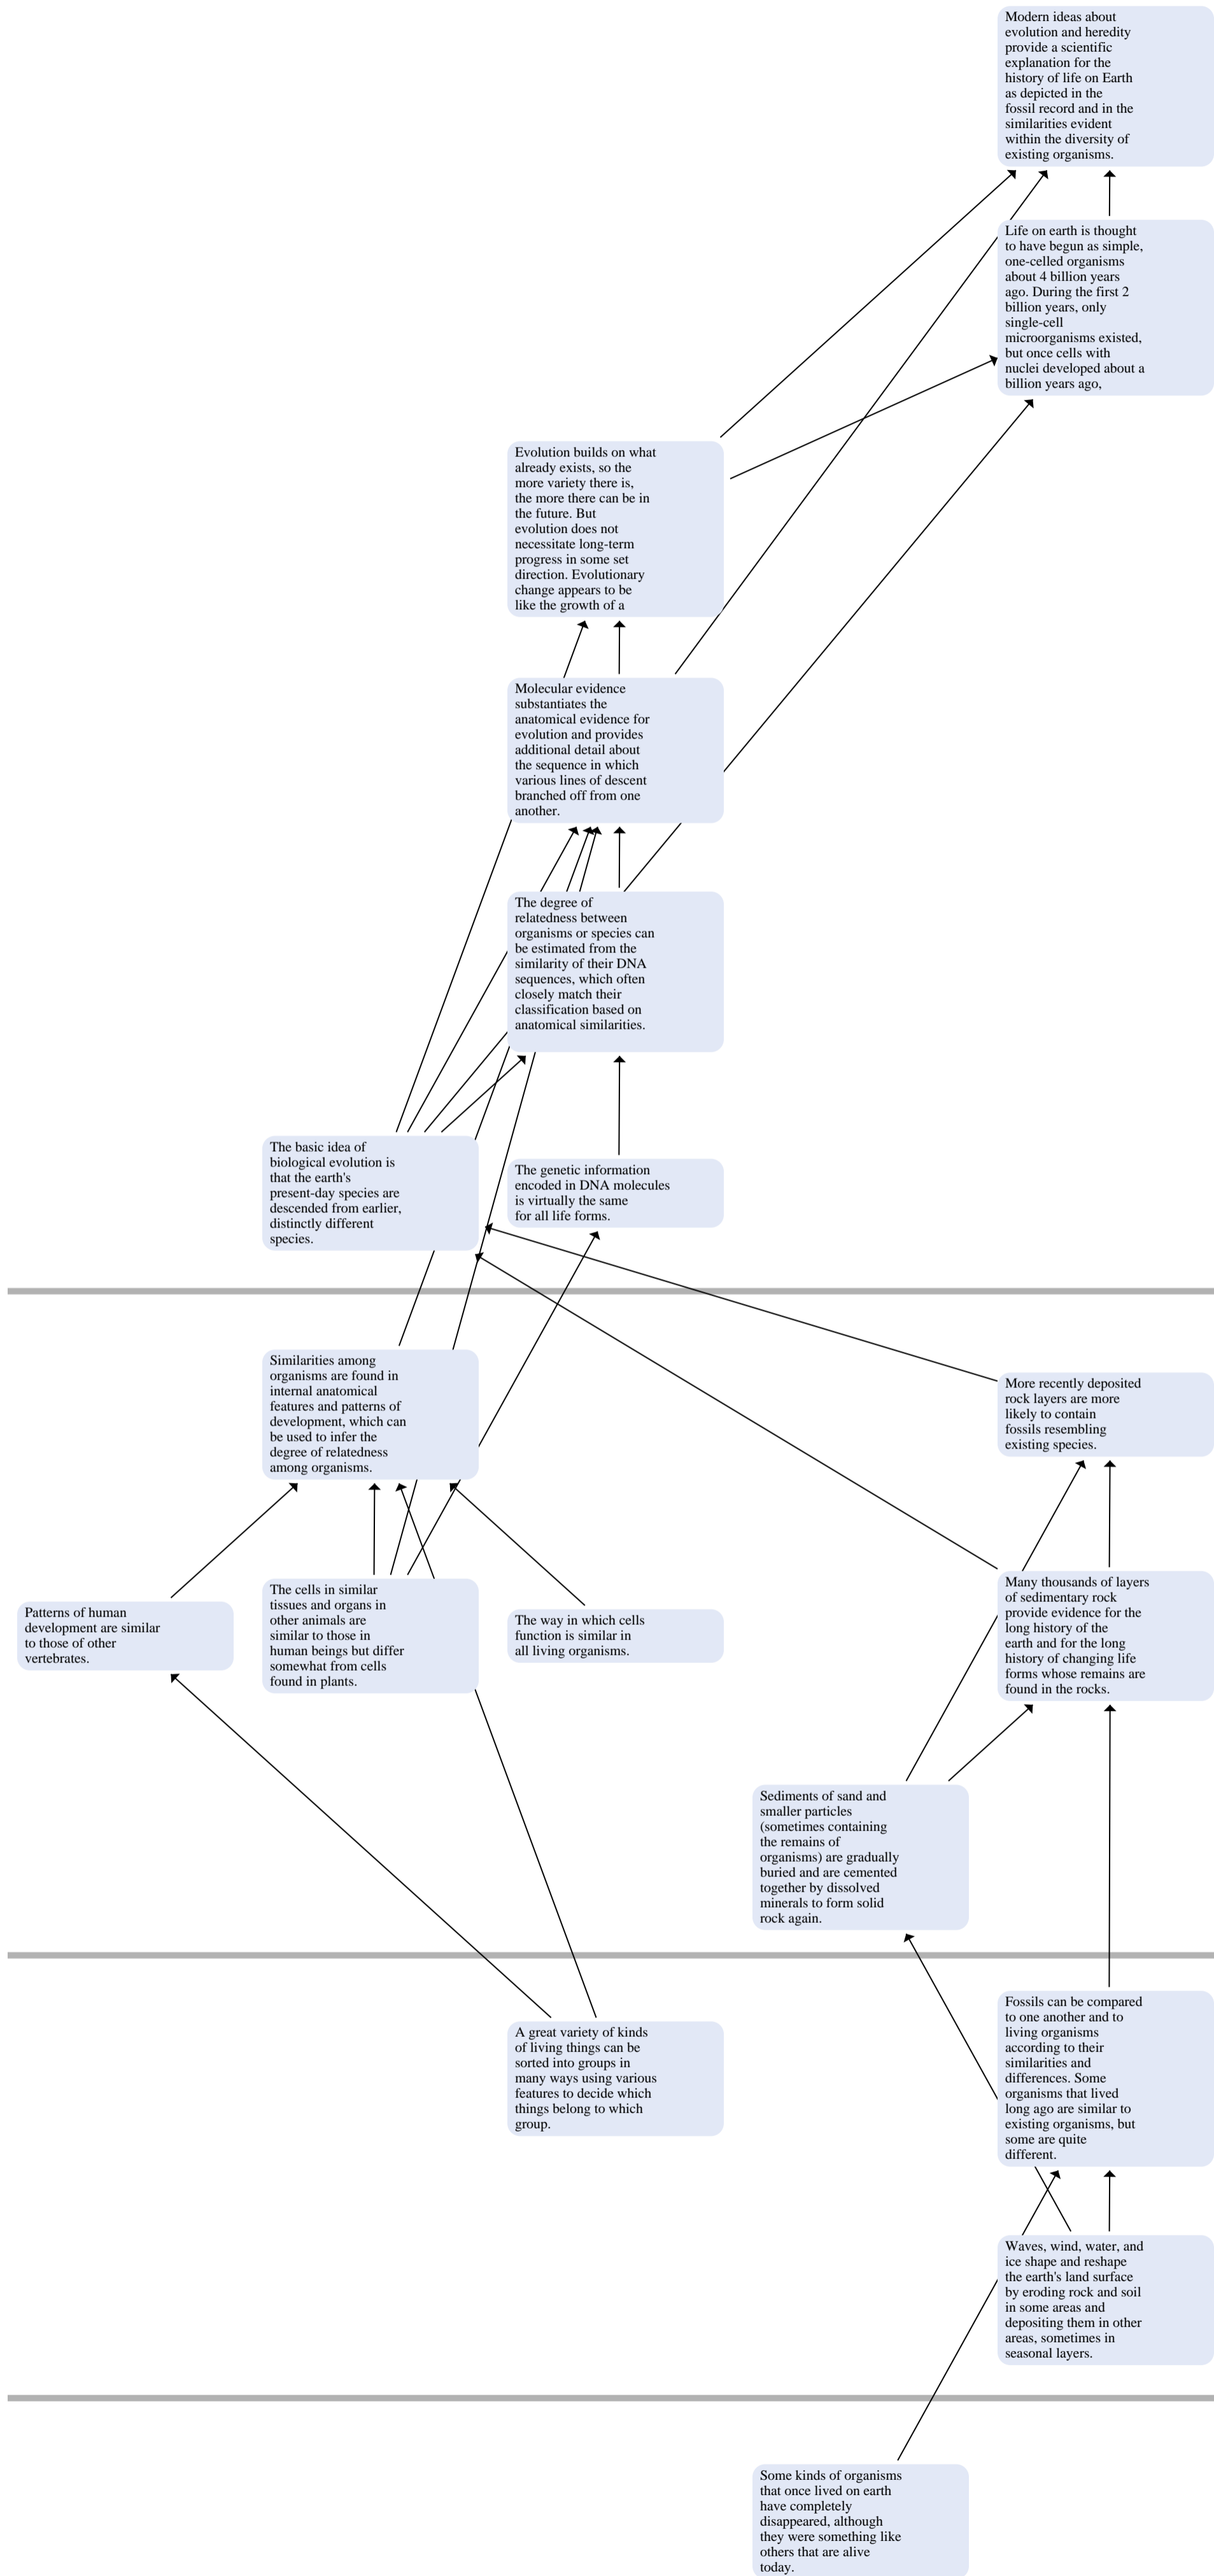 Modern ideas about
evolution and heredity
provide a scientific
explanation for the
history of life on Earth
as depicted in the
fossil record and in the
similarities evident
within the diversity of
existing organisms.
Life on earth is thought
to have begun as simple,
one-celled organisms
about 4 billion years
ago. During the first 2
billion years, only
single-cell
microorganisms existed,
but once cells with
nuclei developed about a
billion years ago,
Evolution builds on what
already exists, so the
more variety there is,
the more there can be in
the future. But
evolution does not
necessitate long-term
progress in some set
direction. Evolutionary
change appears to be
like the growth of a
Molecular evidence
substantiates the
anatomical evidence for
evolution and provides
additional detail about
the sequence in which
various lines of descent
branched off from one
another.
The degree of
relatedness between
organisms or species can
be estimated from the
similarity of their DNA
sequences, which often
closely match their
classification based on
anatomical similarities.
The basic idea of
biological evolution is
that the earth's
present-day species are
descended from earlier,
distinctly different
species.
The genetic information
encoded in DNA molecules
is virtually the same
for all life forms.
Similarities among
organisms are found in
internal anatomical
features and patterns of
development, which can
be used to infer the
degree of relatedness
among organisms.
More recently deposited
rock layers are more
likely to contain
fossils resembling
existing species.
Patterns of human
development are similar
to those of other
vertebrates.
The cells in similar
tissues and organs in
other animals are
similar to those in
human beings but differ
somewhat from cells
found in plants.
The way in which cells
function is similar in
all living organisms.
Many thousands of layers
of sedimentary rock
provide evidence for the
long history of the
earth and for the long
history of changing life
forms whose remains are
found in the rocks.
Sediments of sand and
smaller particles
(sometimes containing
the remains of
organisms) are gradually
buried and are cemented
together by dissolved
minerals to form solid
rock again.
A great variety of kinds
of living things can be
sorted into groups in
many ways using various
features to decide which
things belong to which
group.
Fossils can be compared
to one another and to
living organisms
according to their
similarities and
differences. Some
organisms that lived
long ago are similar to
existing organisms, but
some are quite
different.
Waves, wind, water, and
ice shape and reshape
the earth's land surface
by eroding rock and soil
in some areas and
depositing them in other
areas, sometimes in
seasonal layers.
Some kinds of organisms
that once lived on earth
have completely
disappeared, although
they were something like
others that are alive
today.